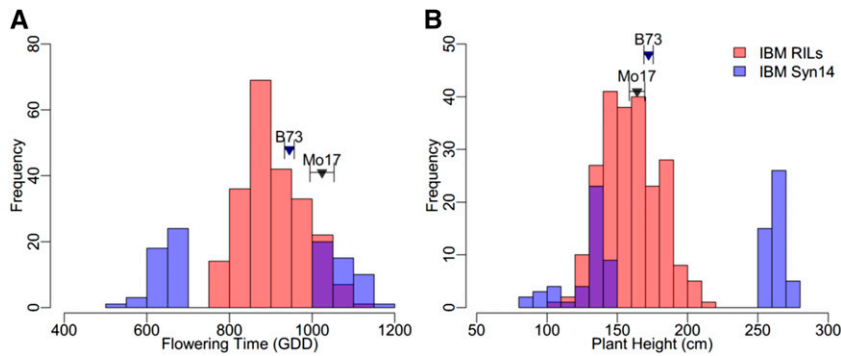 A
B
80
60
40
20
0
Frequency
B73
Mo17
400 600 800 1000 1200
Flowering Time (GDD)
50
40
30
20
10
0
Frequency
B73
Mo17
IBM RILs
IBM Syn14
50 100 150 200 250 300
Plant Height (cm)